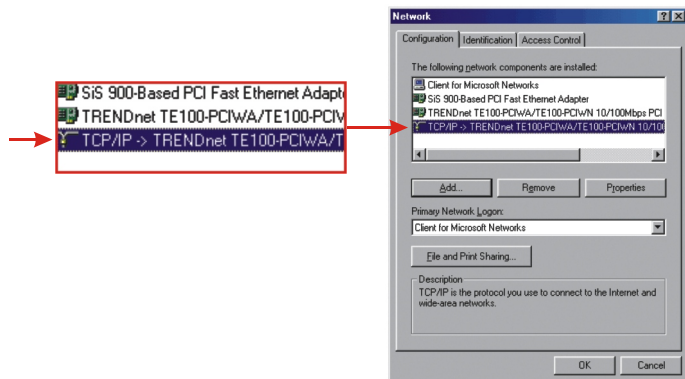 SiS 900-Based PCI Fast Ethernet Adapt
TRENDnet TE100-PCIWA/TE100-PCIW
TCP/IP -> TRENDnet TE100-PCIWA/T
Network
Configuration Identification Access Control
The following network components are installed:
Client for Microsoft Networks
SiS 900-Based PCI Fast Ethernet Adapter
TRENDnet TE100-PCIWA/TE100-PCIWN 10/100Mbps PCI
TCP/IP -> TRENDnet TE100-PCIWA/TE100-PCIWN 10/100
Add... Remove Properties
Primary Network Logon:
Client for Microsoft Networks
File and Print Sharing...
Description
TCP/IP is the protocol you use to connect to the Internet and
wide-area networks.
OK Cancel